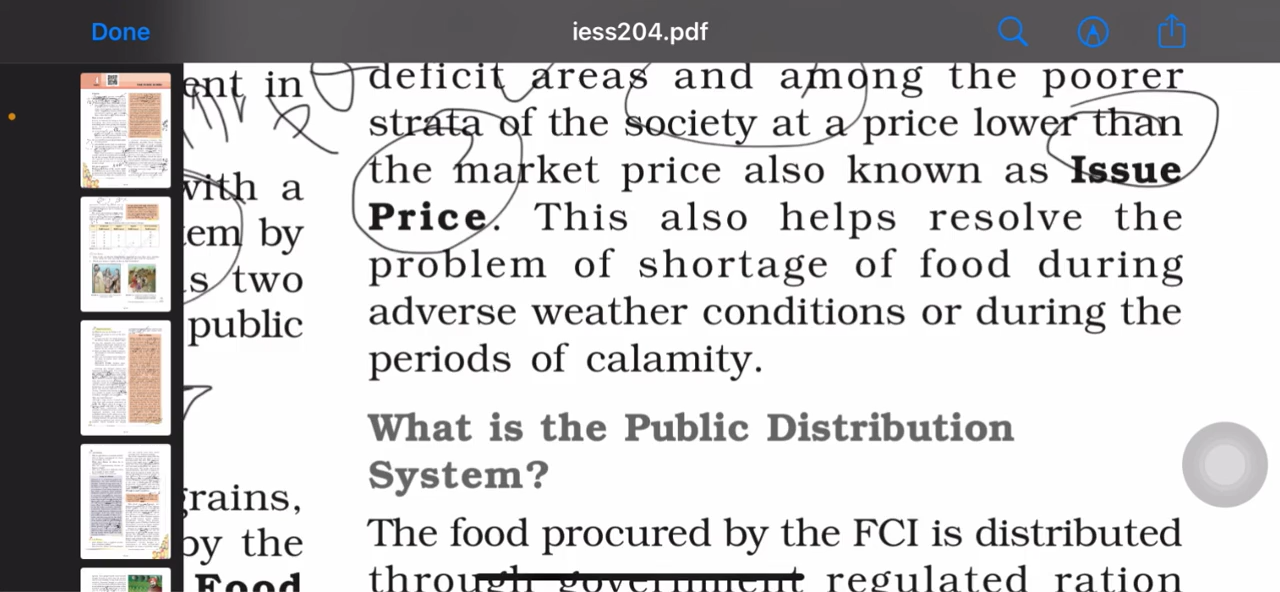 Done
iess204.pdf
ent in
with a
em by
s two
public
grains,
by the
Food
deficit areas and among the poorer
strata of the society at a price lower than
the market price also known as Issue
Price. This also helps resolve the
problem of shortage of food during
adverse weather conditions or during the
periods of calamity.
What is the Public Distribution
System?
The food procured by the FCI is distributed
through government regulated ration